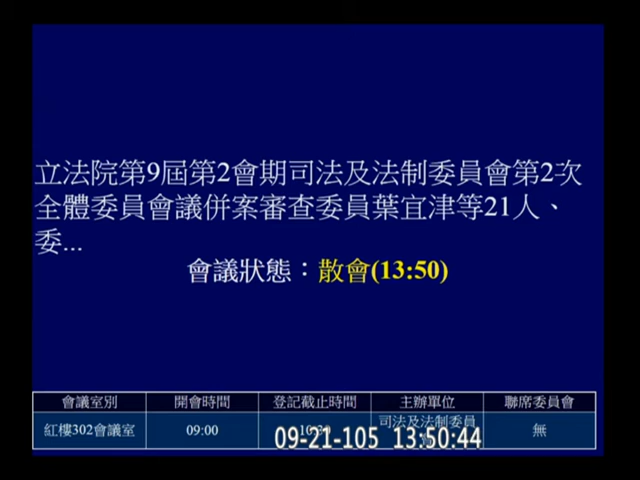 立法院第9屆第2會期司法及法制委員會第2次
全體委員會議併案審查委員葉宜津等21人、
委...
會議狀態：散會(13:50)
會議室別 開會時間 登記截止時間 主辦單位 聯席委員會
紅樓302會議室 09:00 司法及法制委員 無
09-21-105 13:50:44